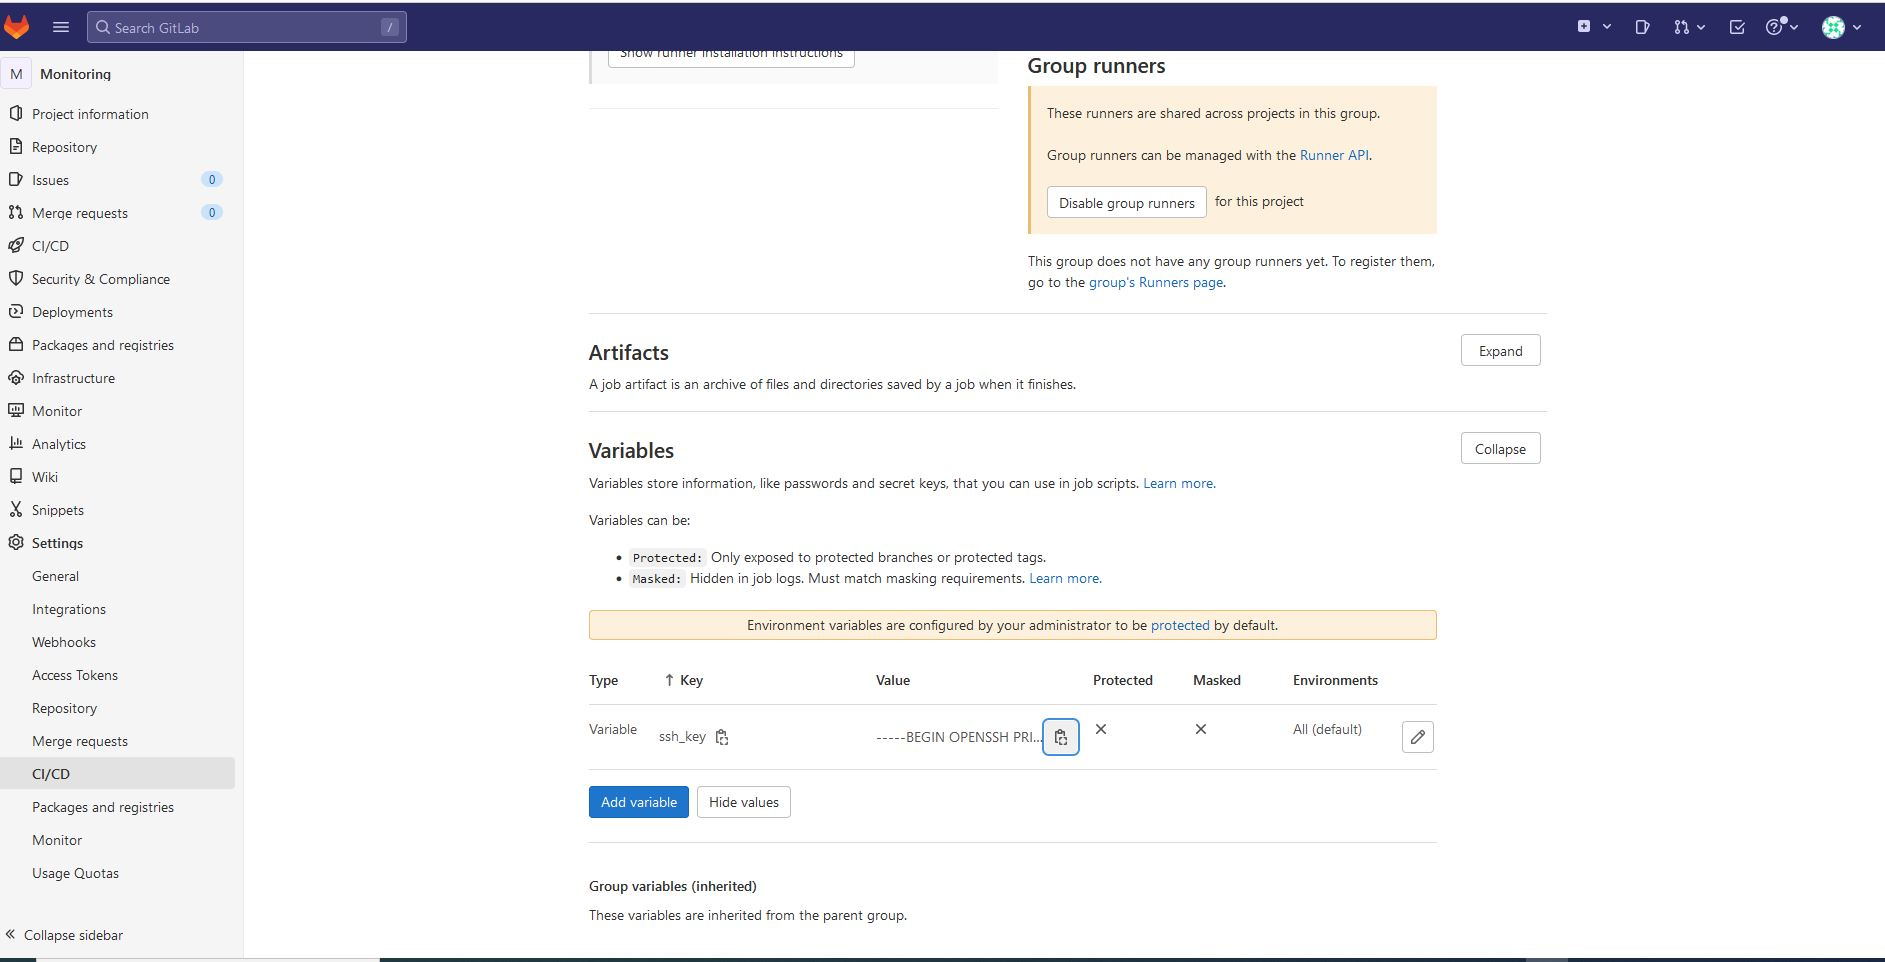 Search GitLab
/
M Monitoring
Project information
Repository
Issues 0
Merge requests 0
CI/CD
Security & Compliance
Deployments
Packages and registries
Infrastructure
Monitor
Analytics
Wiki
Snippets
Settings
General
Integrations
Webhooks
Access Tokens
Repository
Merge requests
CI/CD
Packages and registries
Monitor
Usage Quotas
Collapse sidebar
Show runner installation instructions
Group runners
These runners are shared across projects in this group.
Group runners can be managed with the Runner API.
Disable group runners for this project
This group does not have any group runners yet. To register them,
go to the group's Runners page.
Artifacts
Expand
A job artifact is an archive of files and directories saved by a job when it finishes.
Variables
Collapse
Variables store information, like passwords and secret keys, that you can use in job scripts. Learn more.
Variables can be:
• Protected: Only exposed to protected branches or protected tags.
• Masked: Hidden in job logs. Must match masking requirements. Learn more.
Environment variables are configured by your administrator to be protected by default.
Type ↑ Key Value Protected Masked Environments
Variable ssh_key -----BEGIN OPENSSH PRI... All (default)
Add variable Hide values
Group variables (inherited)
These variables are inherited from the parent group.